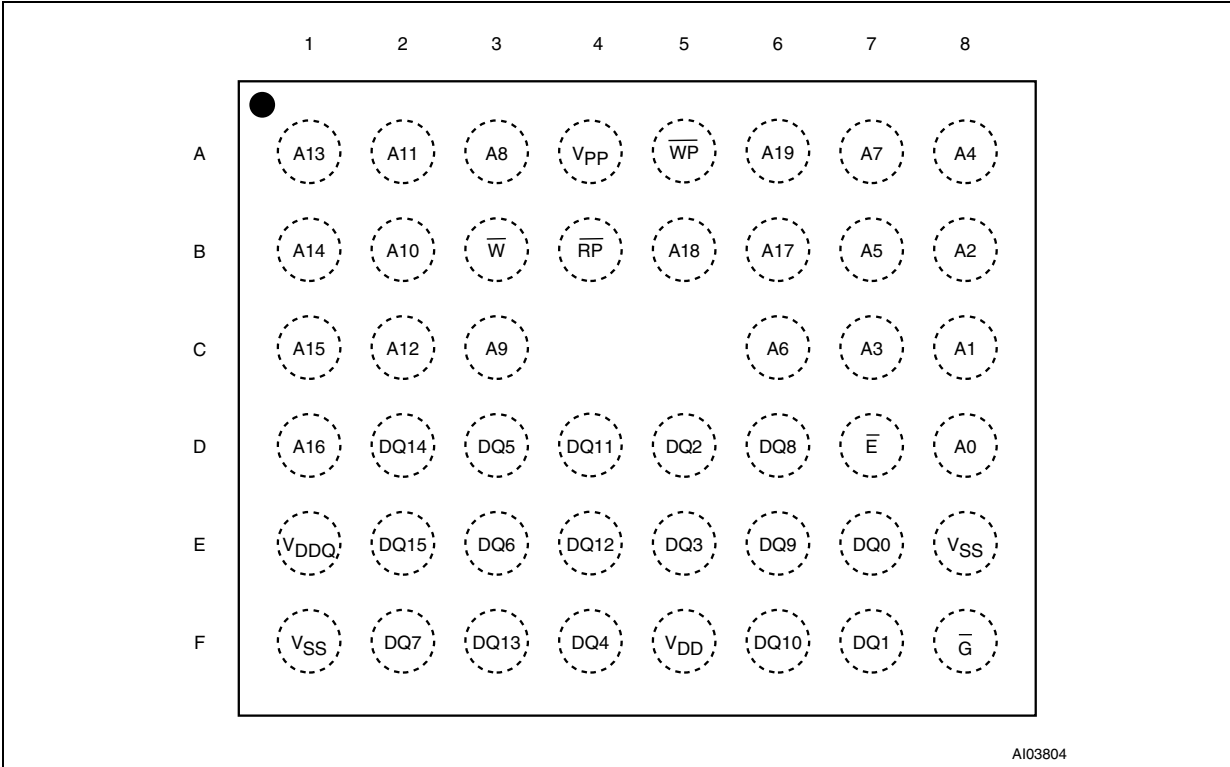 1 2 3 4 5 6 7 8
A A13 A11 A8 VPP W̅P̅ A19 A7 A4
B A14 A10 W̅ R̅P̅ A18 A17 A5 A2
C A15 A12 A9 A6 A3 A1
D A16 DQ14 DQ5 DQ11 DQ2 DQ8 E̅ A0
E VDDQ DQ15 DQ6 DQ12 DQ3 DQ9 DQ0 VSS
F VSS DQ7 DQ13 DQ4 VDD DQ10 DQ1 G̅
AI03804